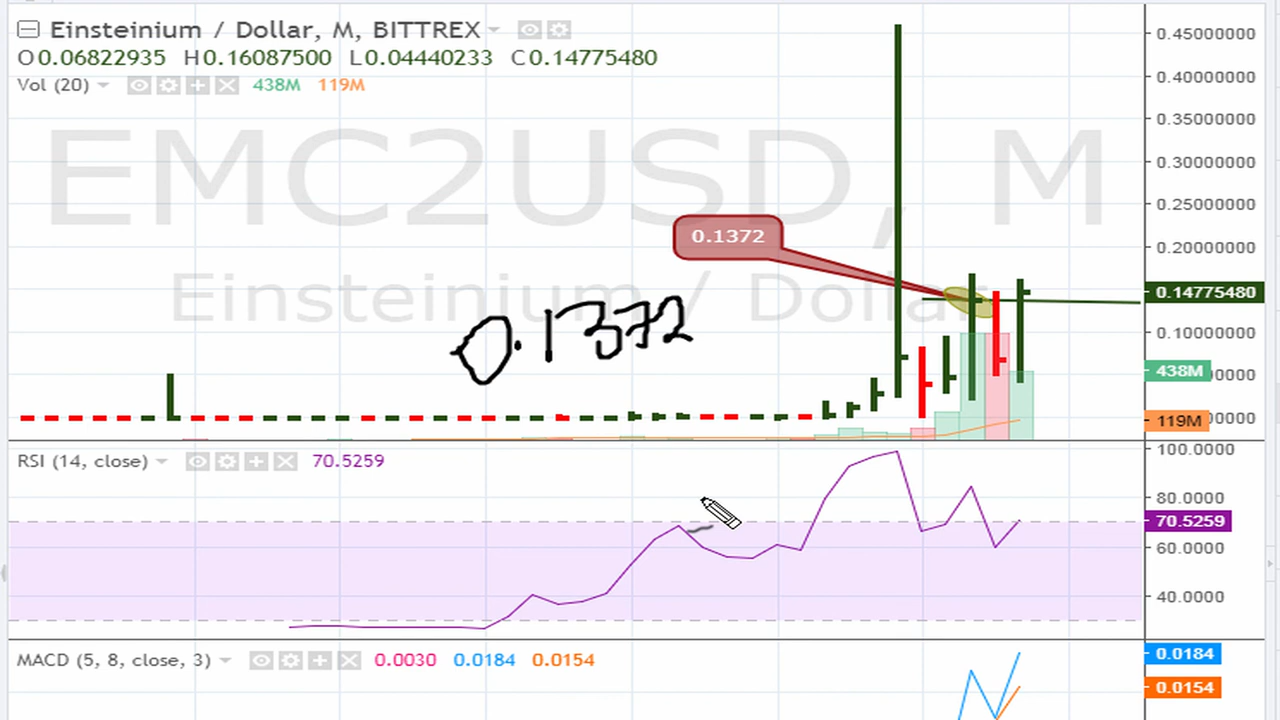 Einsteinium / Dollar, M, BITTREX
O0.06822935 H0.16087500 L0.04440233 C0.14775480
Vol (20) 438M 119M
EMC2USD, M
Einsteinium / Dollar
0.1372
0.1372
0.45000000
0.40000000
0.35000000
0.30000000
0.25000000
0.20000000
0.14775480
0.10000000
438M
119M
RSI (14, close) 70.5259
100.0000
80.0000
70.5259
60.0000
40.0000
MACD (5, 8, close, 3) 0.0030 0.0184 0.0154
0.0184
0.0154